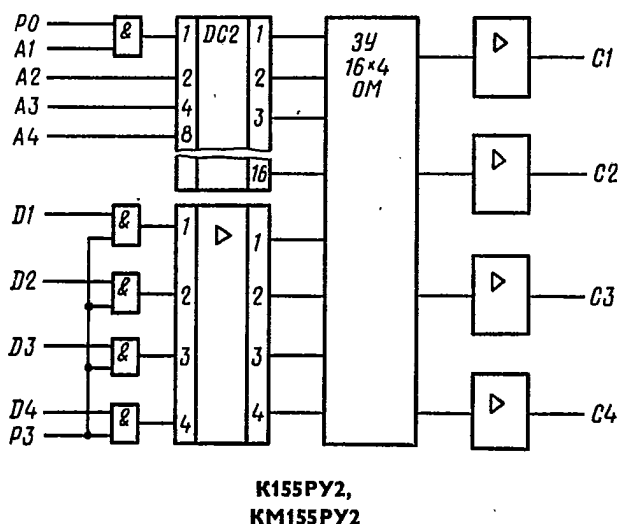 P0 & 1 DC2 1 ЗУ ▷ C1
A1 16×4
A2 2 2 ОМ
A3 4 3
A4 8
16 ▷ C2
D1 & 1 ▷ 1
D2 & 2 2 ▷ C3
D3 & 3 3
D4 & 4 4 ▷ C4
P3
К155РУ2,
КМ155РУ2